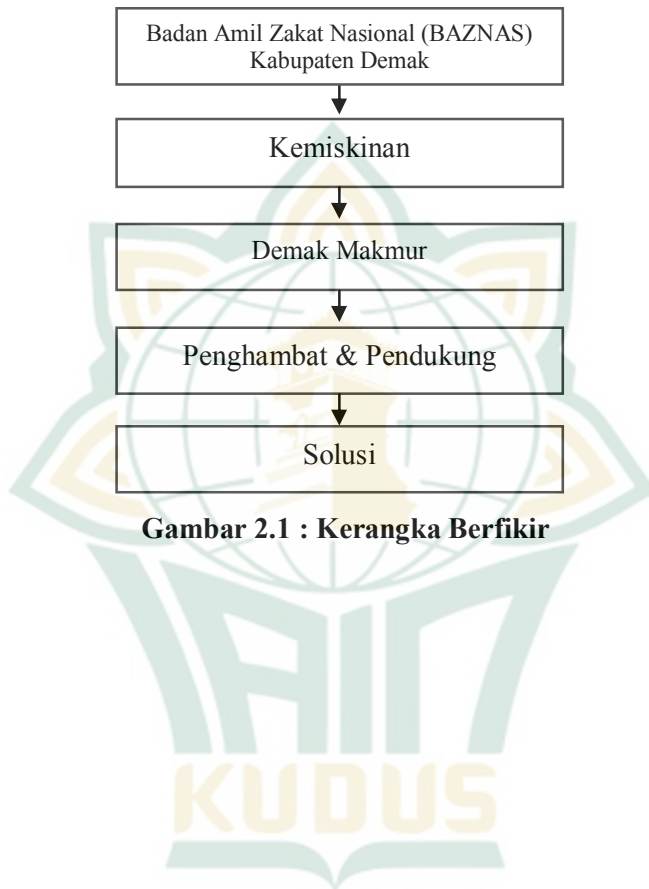 Badan Amil Zakat Nasional (BAZNAS)
Kabupaten Demak
Kemiskinan
Demak Makmur
Penghambat & Pendukung
Solusi
Gambar 2.1 : Kerangka Berfikir
IAIN
KUDUS